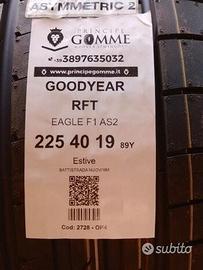 ASYMMETRIC 2
PRINCIPE
GOMME
+39 3897635032
www.principegomme.it
GOODYEAR
RFT
EAGLE F1 AS2
225 40 19 89Y
Estive
Cod: 2728 - OP4
subito